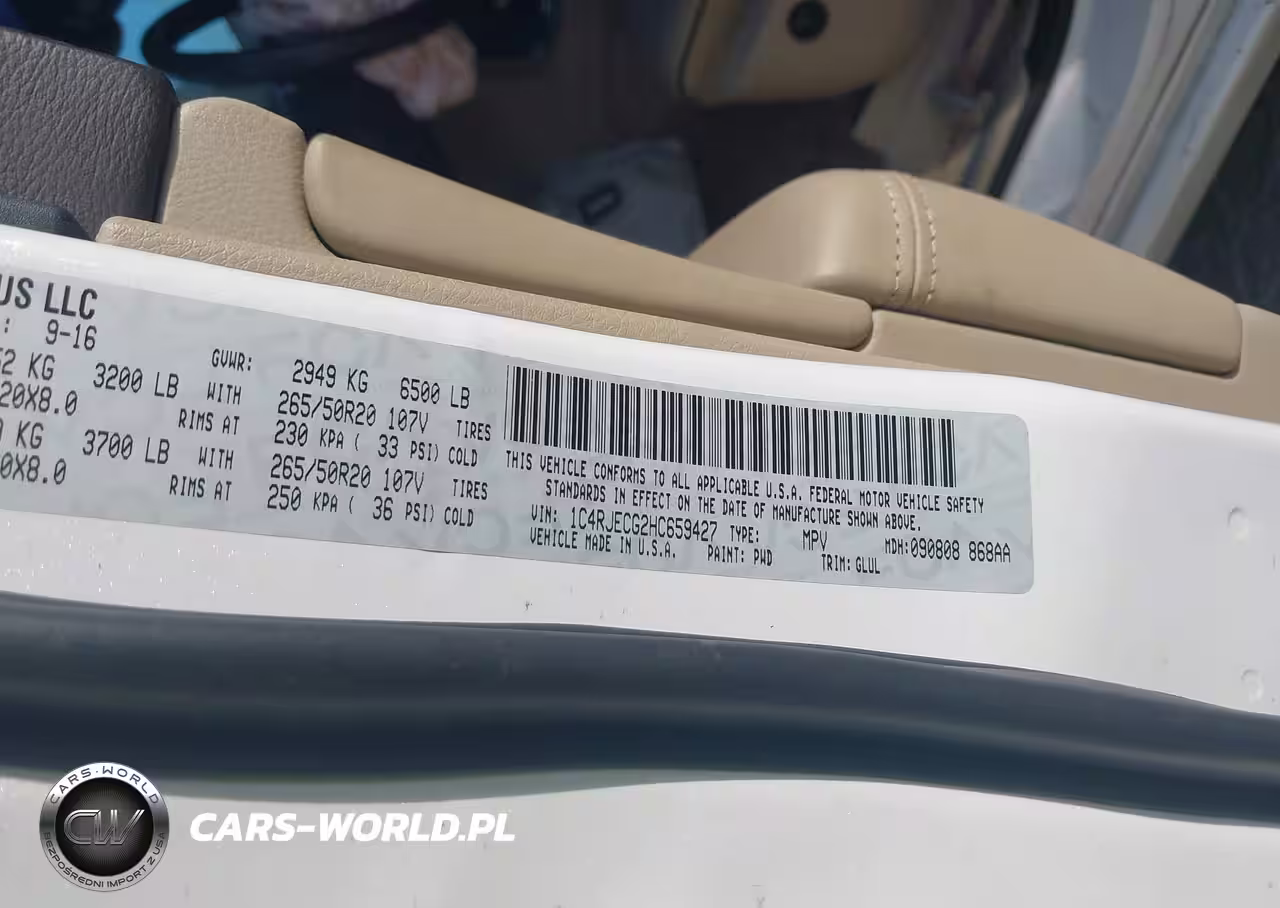 US LLC
: 9-16
GVWR: 2949 KG 6500 LB
52 KG 3200 LB WITH 265/50R20 107V TIRES
20X8.0 RIMS AT 230 KPA ( 33 PSI) COLD
KG 3700 LB WITH 265/50R20 107V TIRES
0X8.0 RIMS AT 250 KPA ( 36 PSI) COLD
THIS VEHICLE CONFORMS TO ALL APPLICABLE U.S.A. FEDERAL MOTOR VEHICLE SAFETY
STANDARDS IN EFFECT ON THE DATE OF MANUFACTURE SHOWN ABOVE.
VIN: 1C4RJECG2HC659427 TYPE: MPV MDH:090808 868AA
VEHICLE MADE IN U.S.A. PAINT: PWD TRIM: GLUL
CARS-WORLD
CW
BEZPOŚREDNI IMPORT Z USA
CARS-WORLD.PL